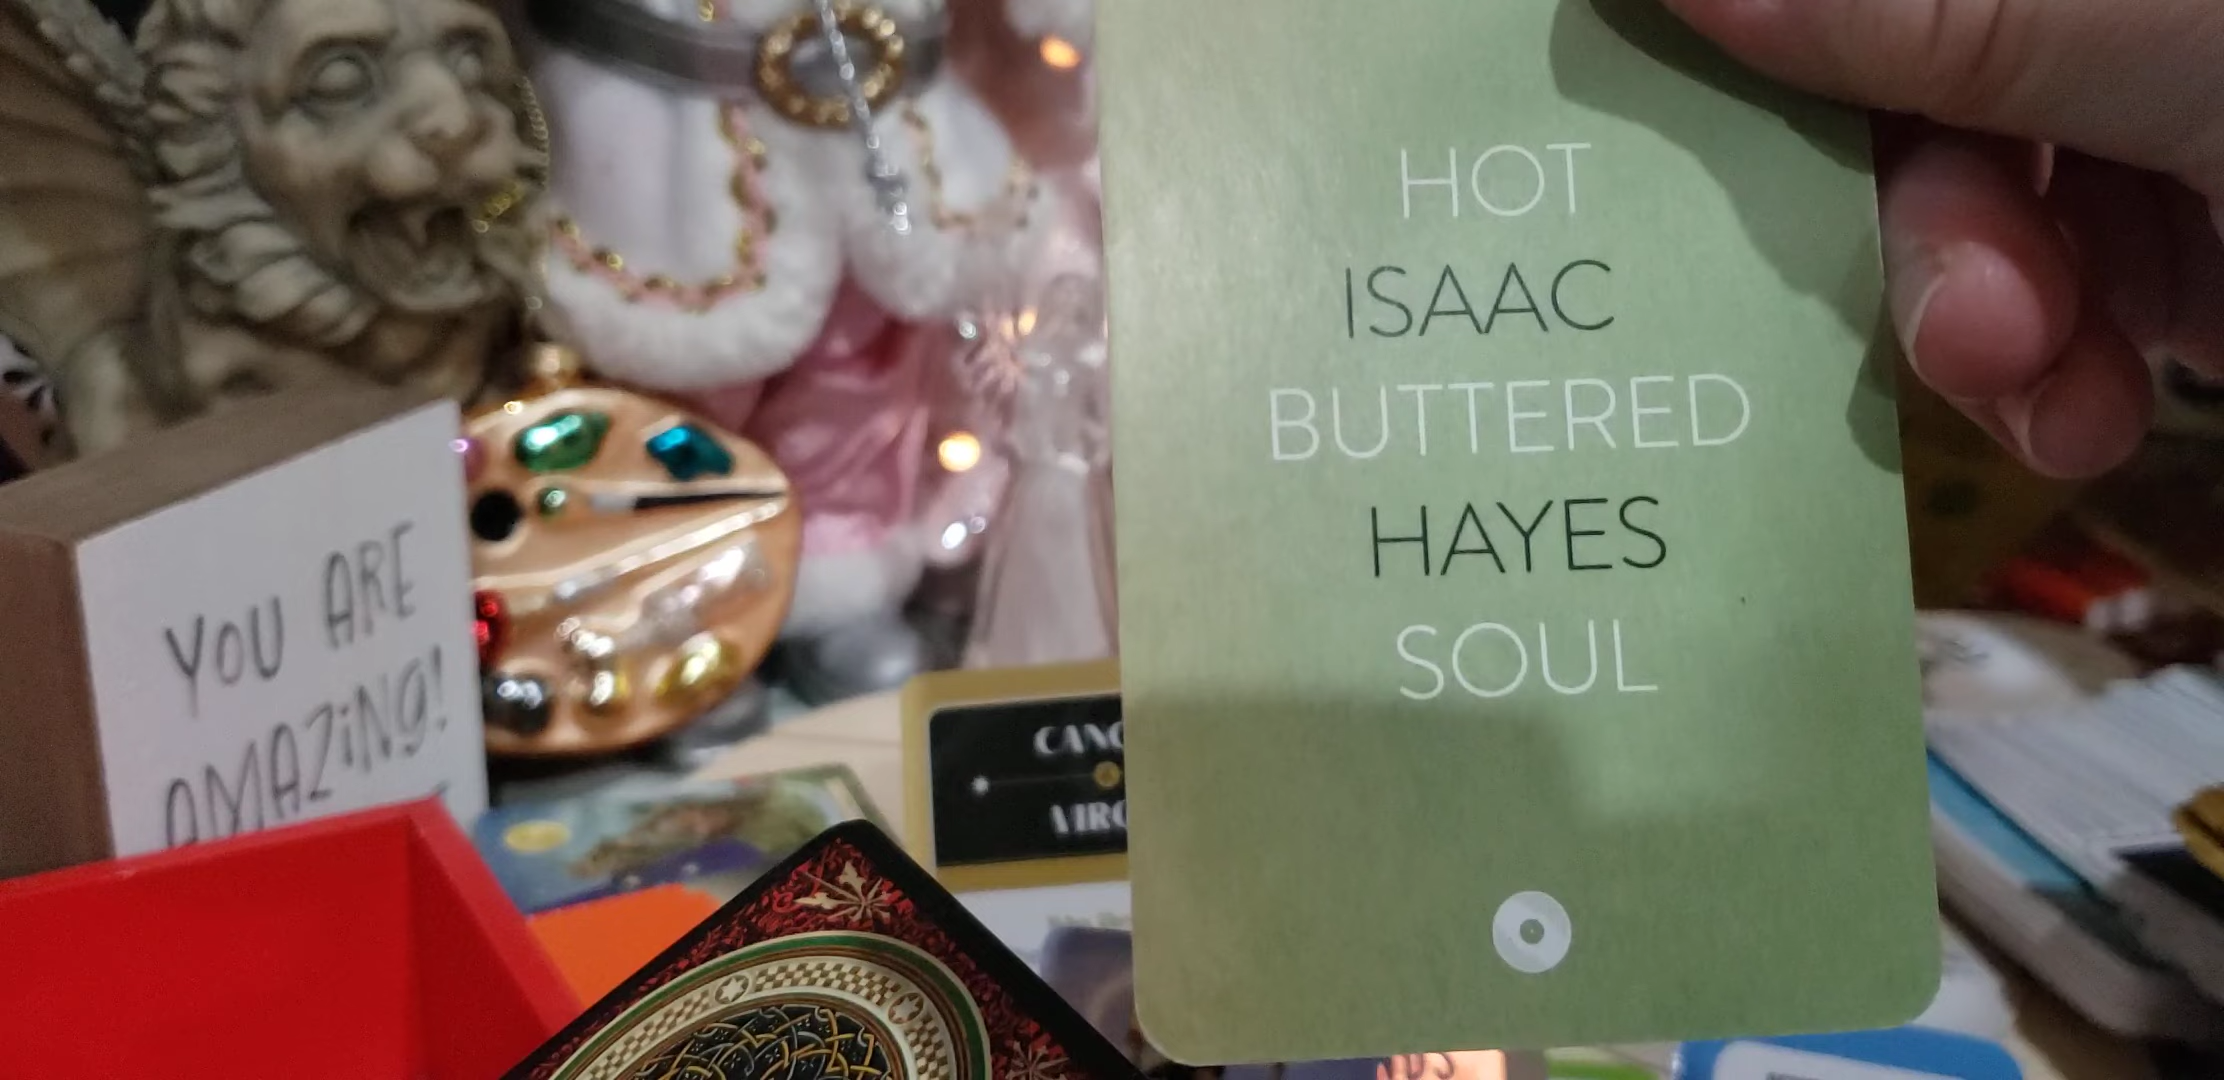 YOU ARE
AMAZING!
HOT
ISAAC
BUTTERED
HAYES
SOUL